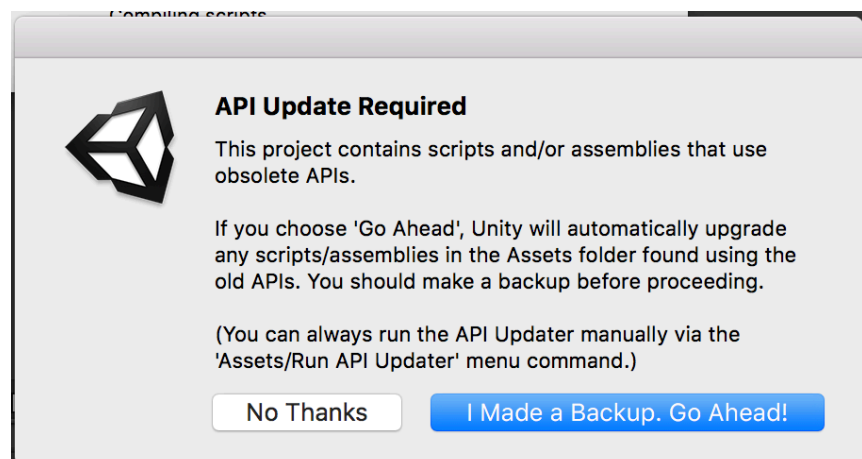 Compiling scripts
API Update Required
This project contains scripts and/or assemblies that use
obsolete APIs.
If you choose 'Go Ahead', Unity will automatically upgrade
any scripts/assemblies in the Assets folder found using the
old APIs. You should make a backup before proceeding.
(You can always run the API Updater manually via the
'Assets/Run API Updater' menu command.)
No Thanks
I Made a Backup. Go Ahead!